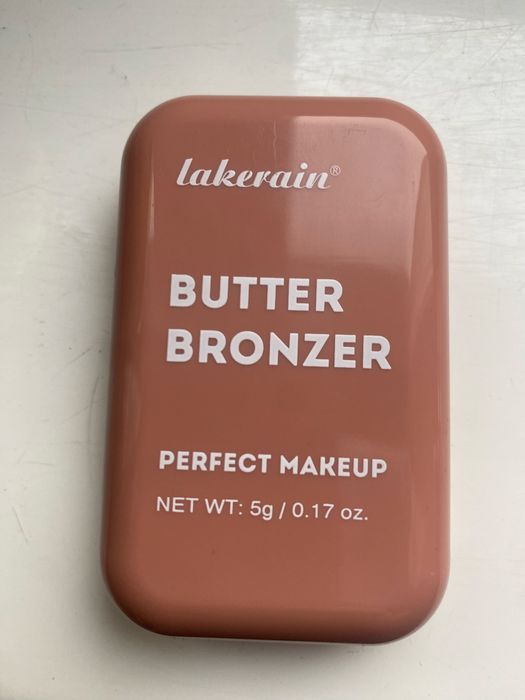 lakerain®
BUTTER
BRONZER
PERFECT MAKEUP
NET WT: 5g / 0.17 oz.